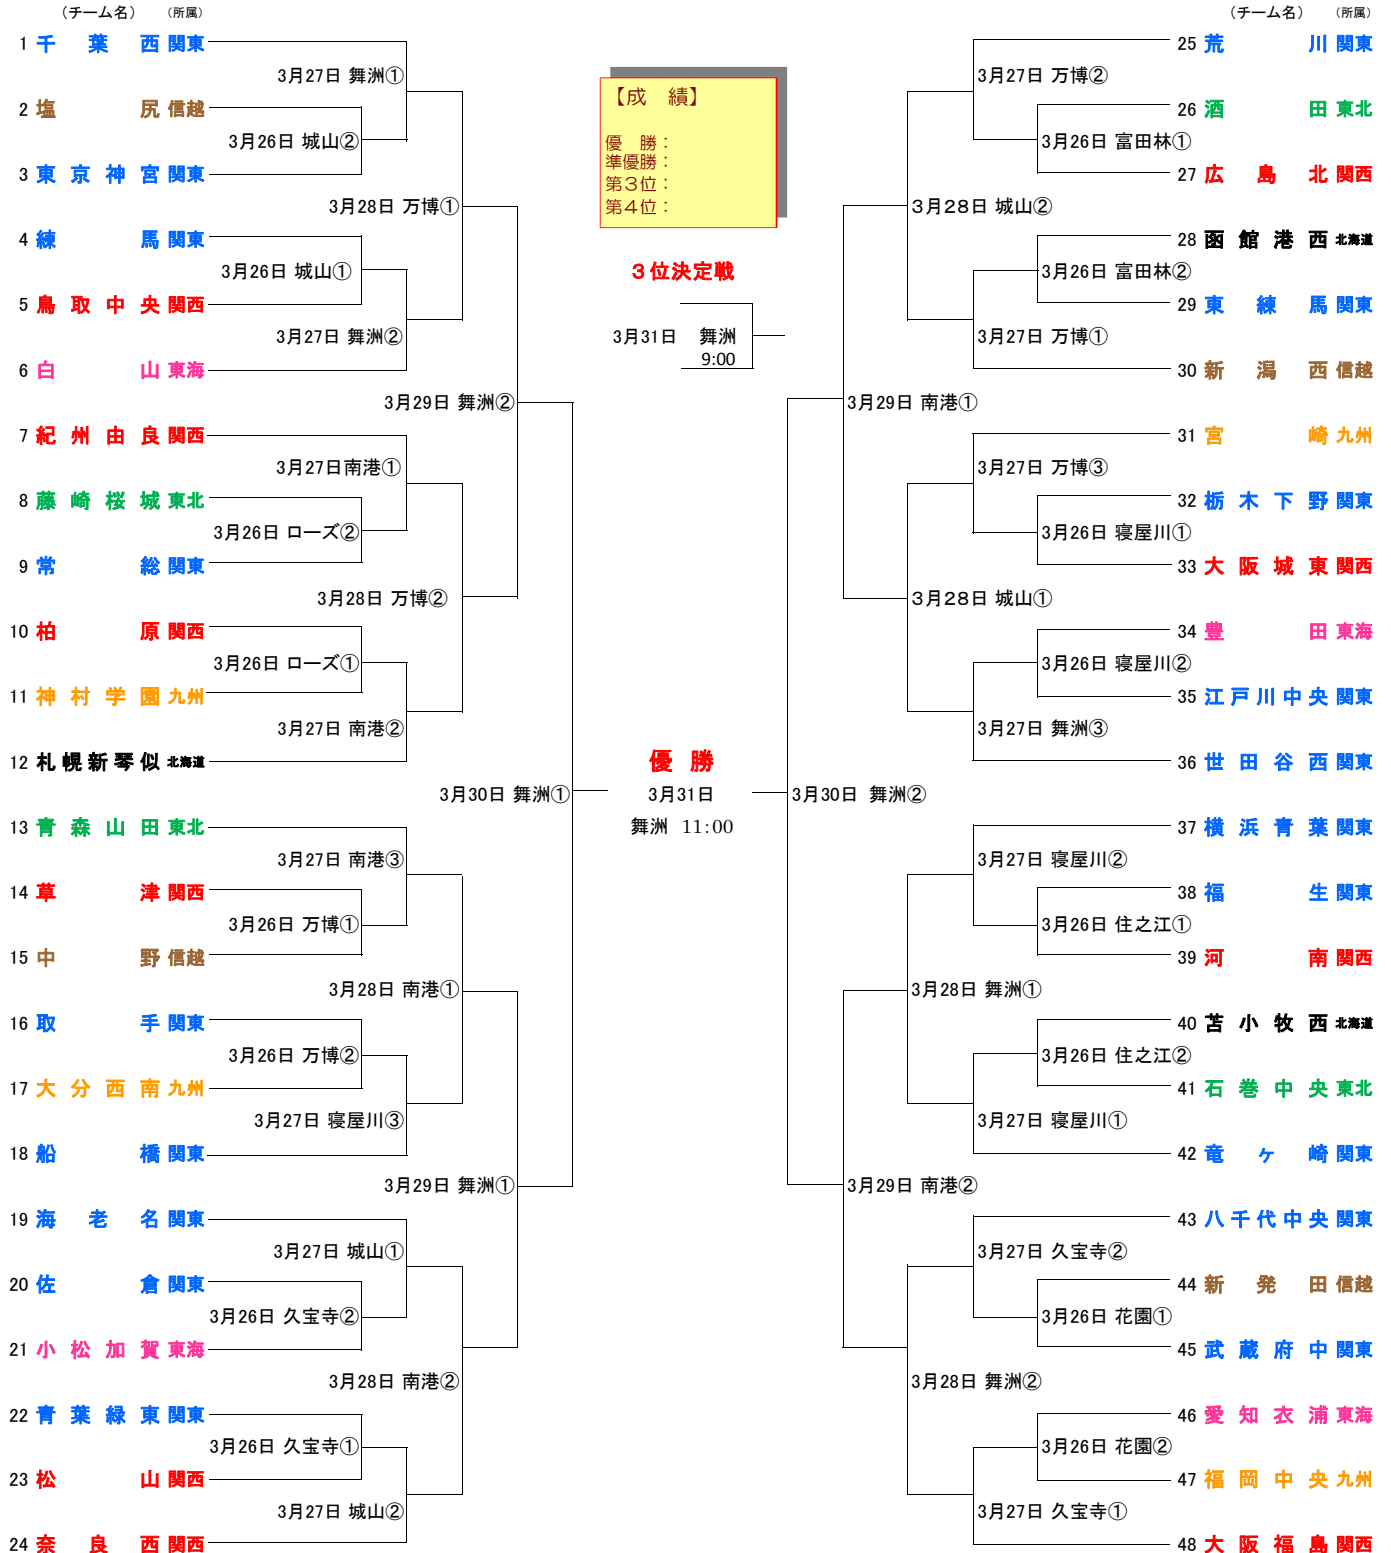 （チーム名） （所属）
1 千葉西 関東
3月27日 舞洲①
2 塩尻 信越
3月26日 城山②
3 東京神宮 関東
3月28日 万博①
4 練馬 関東
3月26日 城山①
5 鳥取中央 関西
3月27日 舞洲②
6 白山 東海
3月29日 舞洲②
7 紀州由良 関西
3月27日南港①
8 藤崎桜城 東北
3月26日 ローズ②
9 常総 関東
3月28日 万博②
10 柏原 関西
3月26日 ローズ①
11 神村学園 九州
3月27日 南港②
12 札幌新琴似 北海道
3月30日 舞洲①
13 青森山田 東北
3月27日 南港③
14 草津 関西
3月26日 万博①
15 中野 信越
3月28日 南港①
16 取手 関東
3月26日 万博②
17 大分西南 九州
3月27日 寝屋川③
18 船橋 関東
3月29日 舞洲①
19 海老名 関東
3月27日 城山①
20 佐倉 関東
3月26日 久宝寺②
21 小松加賀 東海
3月28日 南港②
22 青葉緑東 関東
3月26日 久宝寺①
23 松山 関西
3月27日 城山②
24 奈良西 関西
【成 績】
優 勝：
準優勝：
第３位：
第４位：
３位決定戦
3月31日 舞洲
9:00
優 勝
3月31日
舞洲 11:00
（チーム名） （所属）
25 荒川 関東
3月27日 万博②
26 酒田 東北
3月26日 富田林①
27 広島北 関西
3月28日 城山②
28 函館港西 北海道
3月26日 富田林②
29 東練馬 関東
3月27日 万博①
30 新潟西 信越
3月29日 南港①
31 宮崎 九州
3月27日 万博③
32 栃木下野 関東
3月26日 寝屋川①
33 大阪城東 関西
3月28日 城山①
34 豊田 東海
3月26日 寝屋川②
35 江戸川中央 関東
3月27日 舞洲③
36 世田谷西 関東
3月30日 舞洲②
37 横浜青葉 関東
3月27日 寝屋川②
38 福生 関東
3月26日 住之江①
39 河南 関西
3月28日 舞洲①
40 苫小牧西 北海道
3月26日 住之江②
41 石巻中央 東北
3月27日 寝屋川①
42 竜ヶ崎 関東
3月29日 南港②
43 八千代中央 関東
3月27日 久宝寺②
44 新発田 信越
3月26日 花園①
45 武蔵府中 関東
3月28日 舞洲②
46 愛知衣浦 東海
3月26日 花園②
47 福岡中央 九州
3月27日 久宝寺①
48 大阪福島 関西